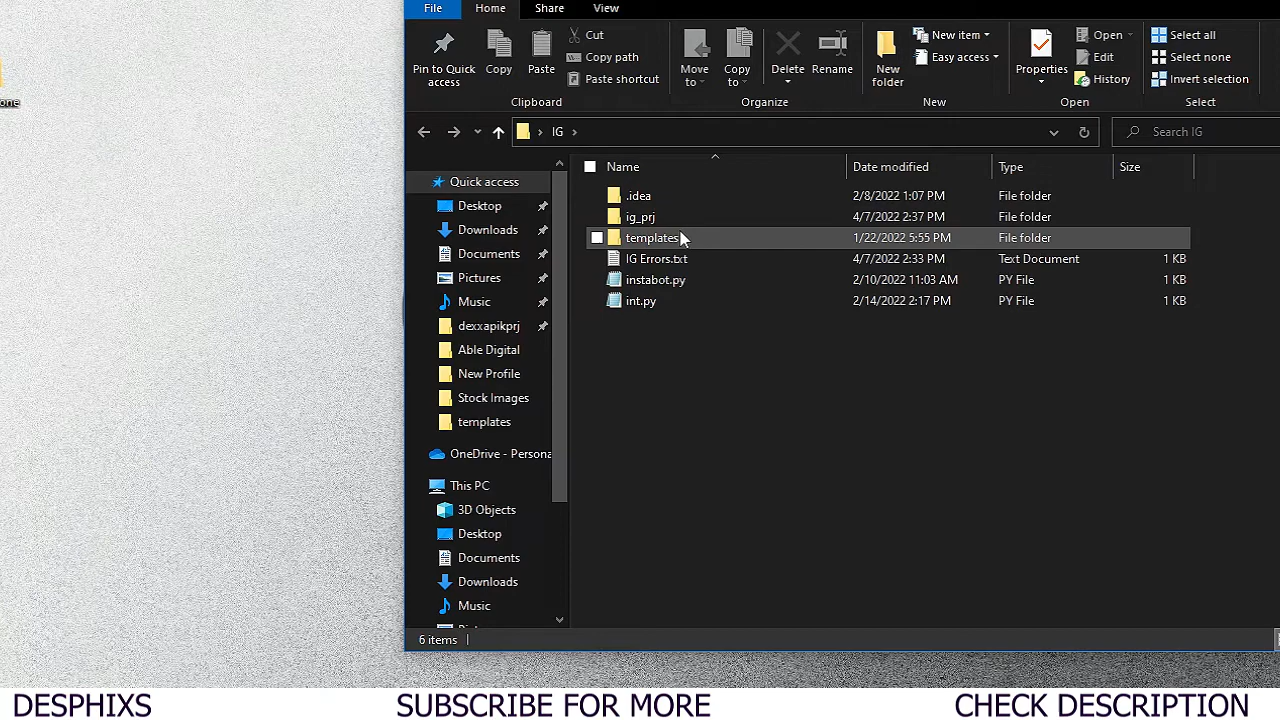 File Home Share View
Pin to Quick access
Copy
Paste
Cut
Copy path
Paste shortcut
Clipboard
Move to
Copy to
Delete
Rename
Organize
New folder
New item
Easy access
New
Properties
Open
Edit
History
Open
Select all
Select none
Invert selection
Select
IG
Search IG
Name Date modified Type Size
.idea 2/8/2022 1:07 PM File folder
ig_prj 4/7/2022 2:37 PM File folder
templates 1/22/2022 5:55 PM File folder
IG Errors.txt 4/7/2022 2:33 PM Text Document 1 KB
instabot.py 2/10/2022 11:03 AM PY File 1 KB
int.py 2/14/2022 2:17 PM PY File 1 KB
Quick access
Desktop
Downloads
Documents
Pictures
Music
dexxapikprj
Able Digital
New Profile
Stock Images
templates
OneDrive - Persona
This PC
3D Objects
Desktop
Documents
Downloads
Music
6 items
one
DESPHIXS SUBSCRIBE FOR MORE CHECK DESCRIPTION